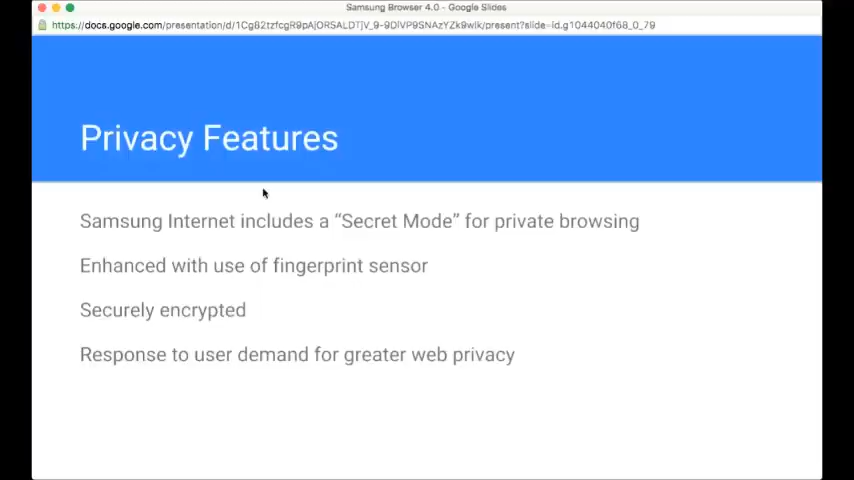 Samsung Browser 4.0 - Google Slides
Privacy Features
Samsung Internet includes a “Secret Mode” for private browsing
Enhanced with use of fingerprint sensor
Securely encrypted
Response to user demand for greater web privacy